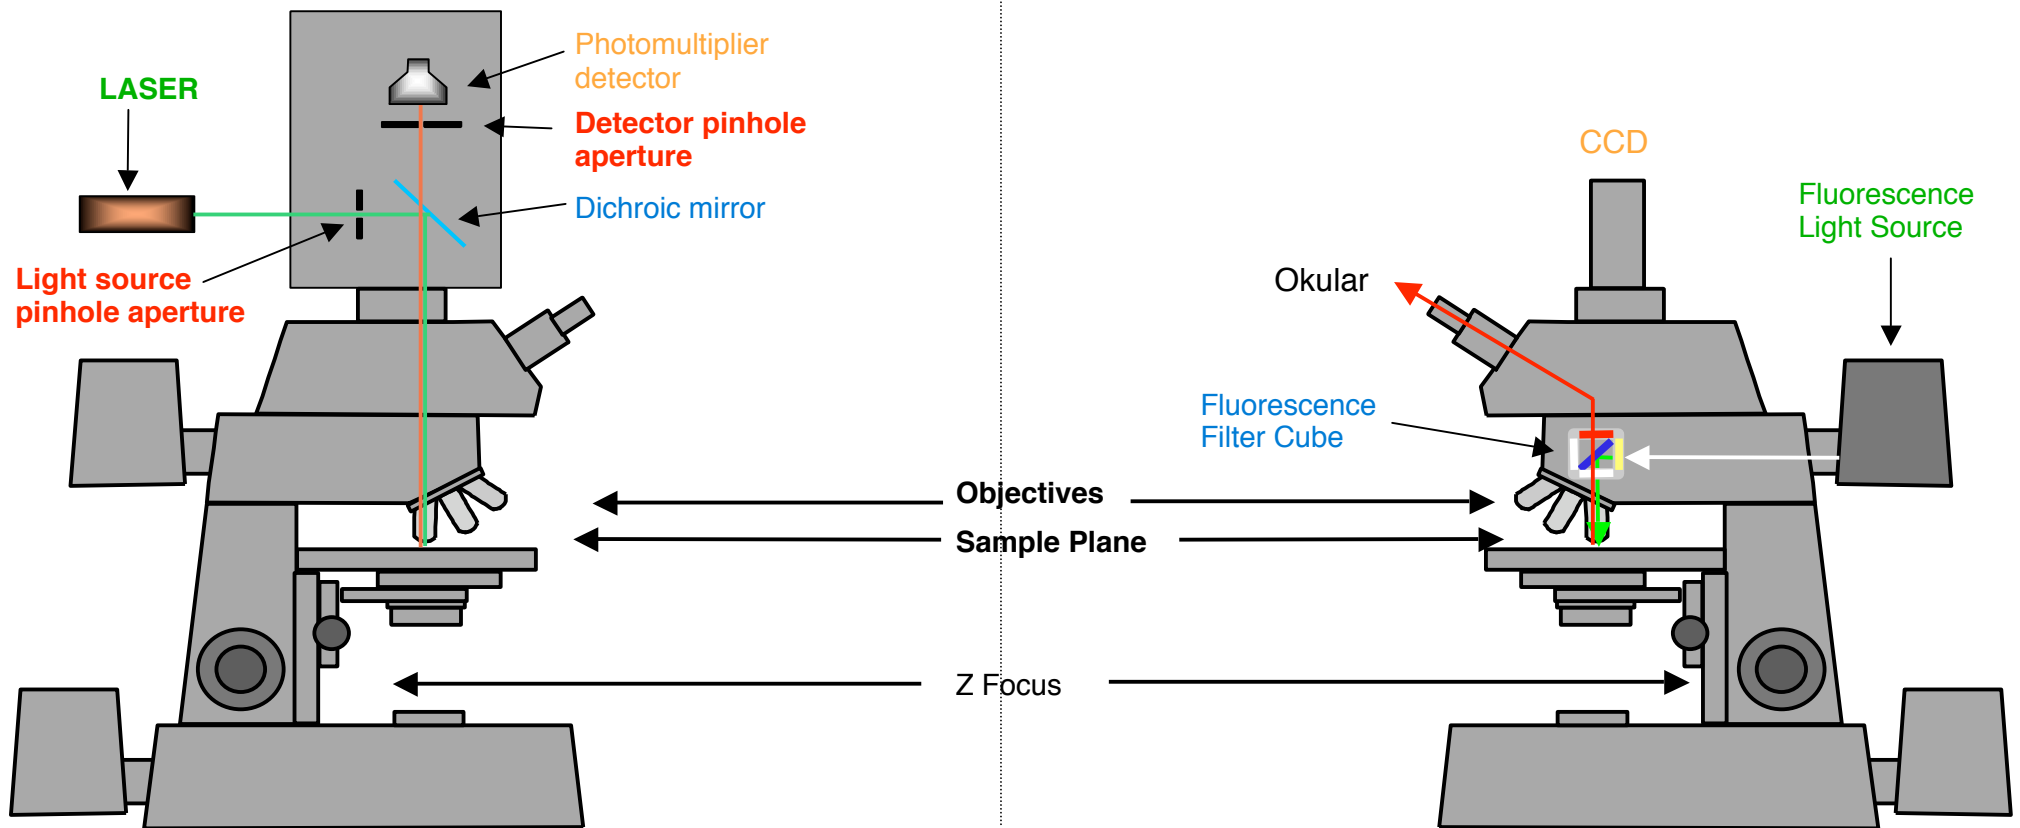 Photomultiplier
detector
LASER
Detector pinhole
aperture
Dichroic mirror
Light source
pinhole aperture
CCD
Fluorescence
Light Source
Okular
Fluorescence
Filter Cube
Objectives
Sample Plane
Z Focus